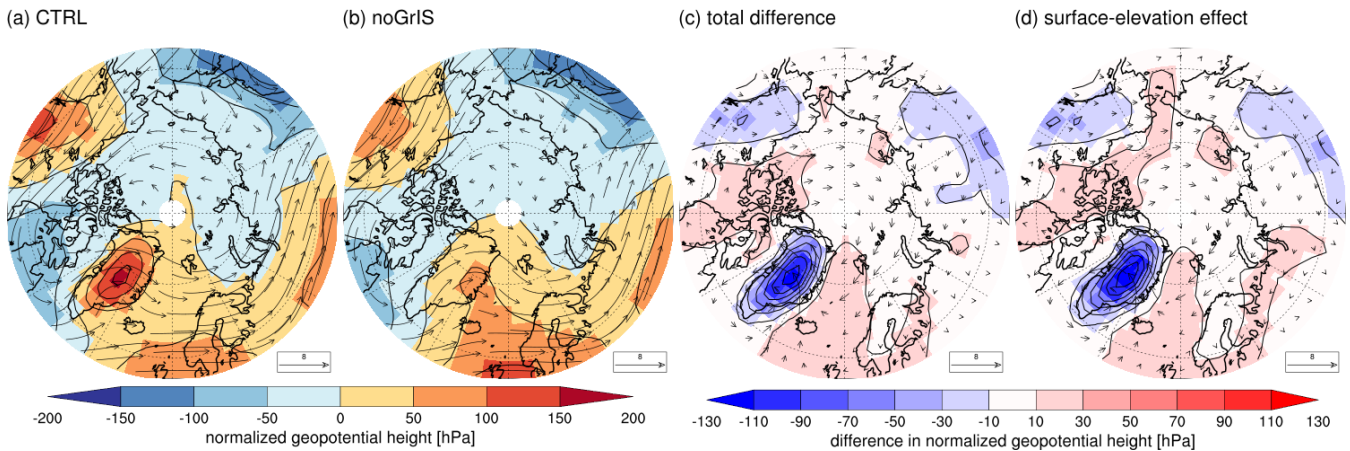 (a) CTRL
(b) noGrIS
(c) total difference
(d) surface-elevation effect
8
8
8
8
-200 -150 -100 -50 0 50 100 150 200
normalized geopotential height [hPa]
-130 -110 -90 -70 -50 -30 -10 10 30 50 70 90 110 130
difference in normalized geopotential height [hPa]